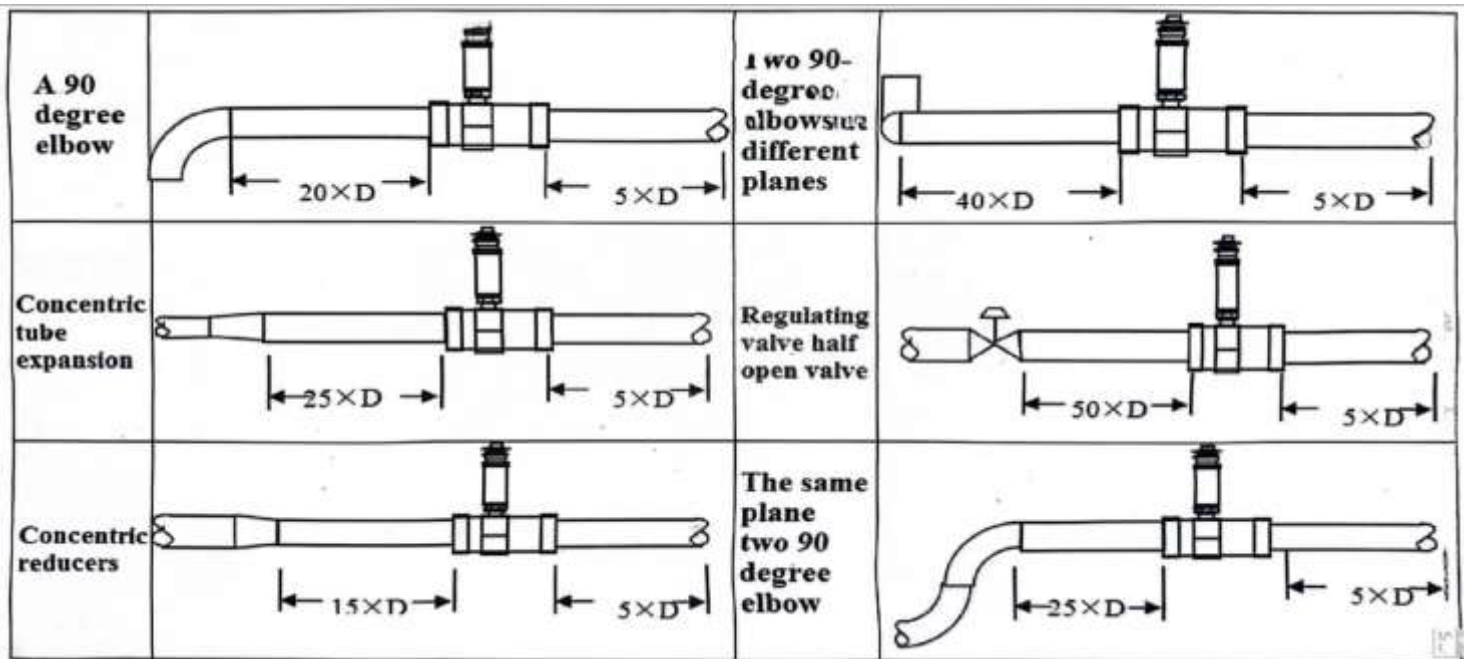 A 90
degree
elbow
20×D
5×D
Two 90-
degree
different
planes
40×D
5×D
Concentric
tube
expansion
25×D
5×D
Regulating
valve half
open valve
50×D
5×D
Concentric
reducers
15×D
5×D
The same
plane
two 90
degree
elbow
25×D
5×D